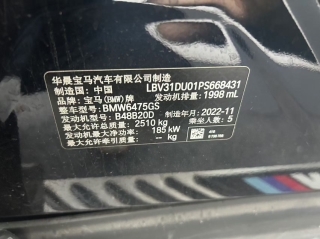 华晨宝马汽车有限公司制造
制造国：中国 LBV31DU01PS668431
品牌：宝马(BMW)牌 发动机排量：1998 mL
整车型号：BMW6475GS
发动机型号：B48B20D 制造年月：2022-11
最大允许总质量：2510 kg 乘坐人数：5
发动机最大净功率：185 kW
最大允许牵引质量：-- kg